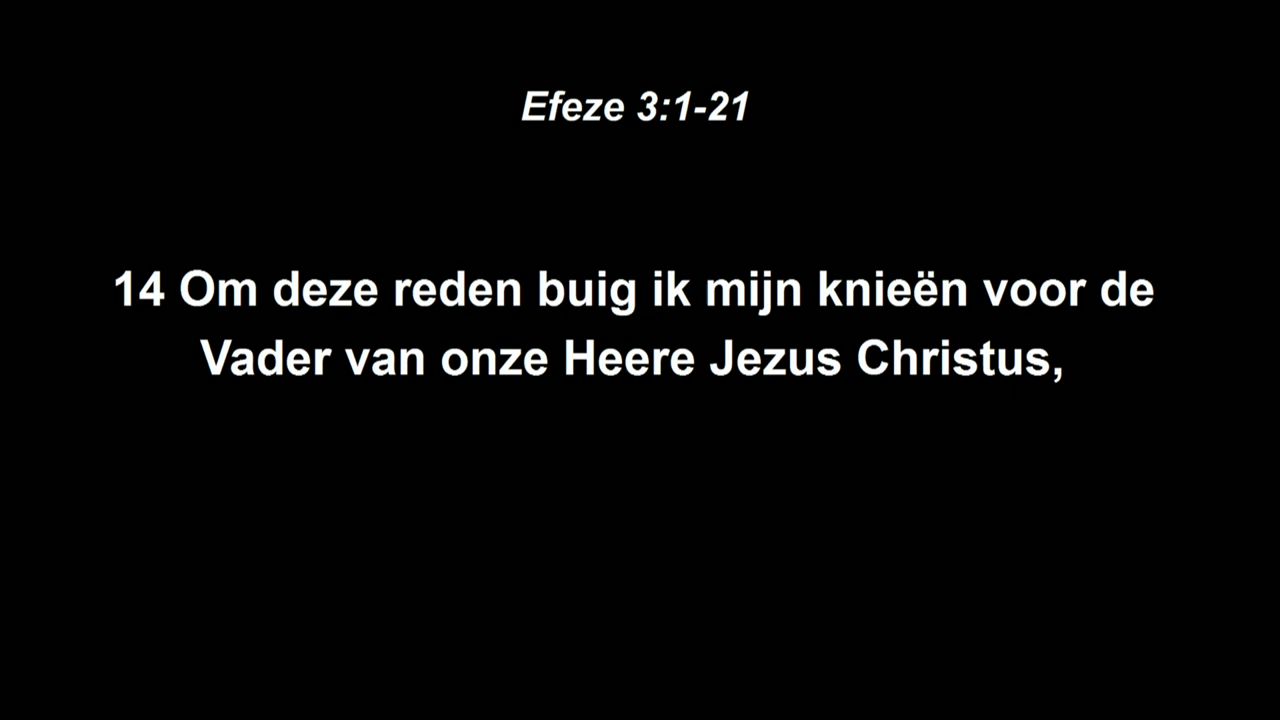 Efeze 3:1-21
14 Om deze reden buig ik mijn knieën voor de
Vader van onze Heere Jezus Christus,